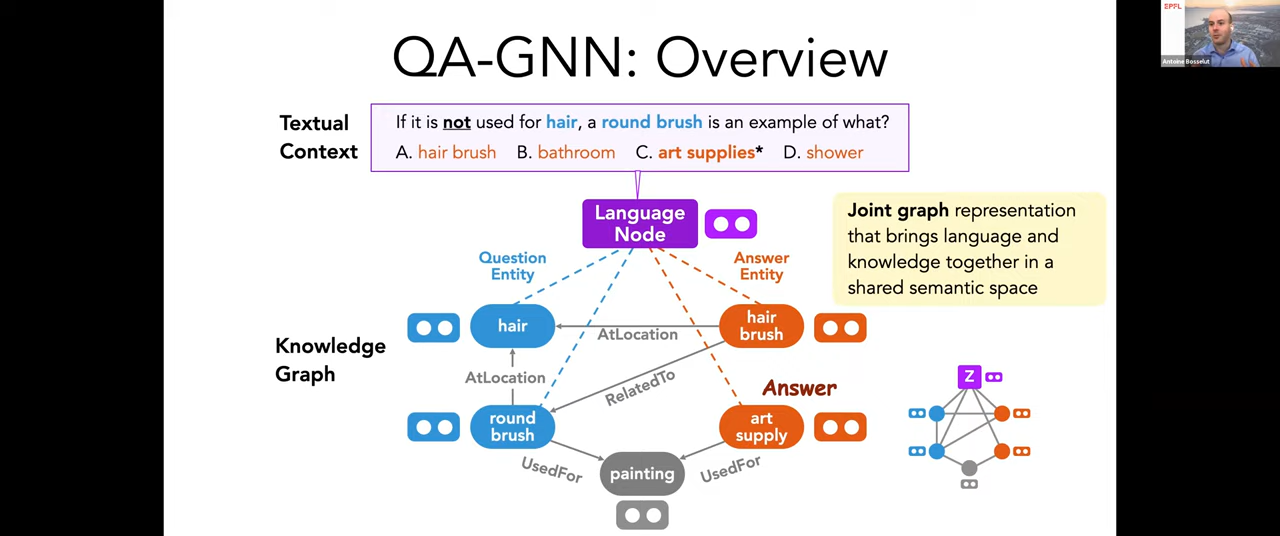 EPFL
Antoine Bosselut
QA-GNN: Overview
Textual
Context
If it is not used for hair, a round brush is an example of what?
A. hair brush B. bathroom C. art supplies* D. shower
Language
Node
Joint graph representation
that brings language and
knowledge together in a
shared semantic space
Question
Entity
Answer
Entity
Knowledge
Graph
hair
AtLocation
hair
brush
AtLocation
RelatedTo
Answer
round
brush
art
supply
UsedFor
painting
UsedFor
Z